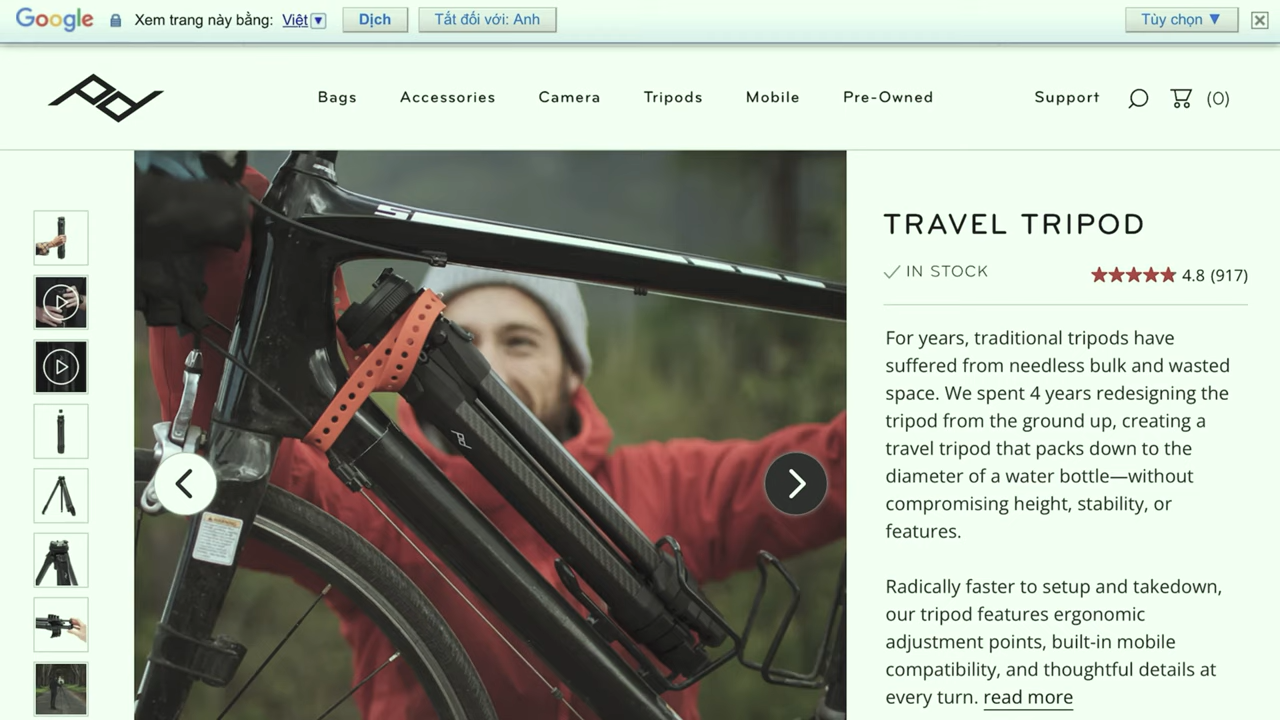 Google Xem trang này bằng: Việt Dịch Tất đối với: Anh Tùy chọn ▼
Bags Accessories Camera Tripods Mobile Pre-Owned Support (0)
TRAVEL TRIPOD
IN STOCK 4.8 (917)
For years, traditional tripods have
suffered from needless bulk and wasted
space. We spent 4 years redesigning the
tripod from the ground up, creating a
travel tripod that packs down to the
diameter of a water bottle—without
compromising height, stability, or
features.
Radically faster to setup and takedown,
our tripod features ergonomic
adjustment points, built-in mobile
compatibility, and thoughtful details at
every turn. read more